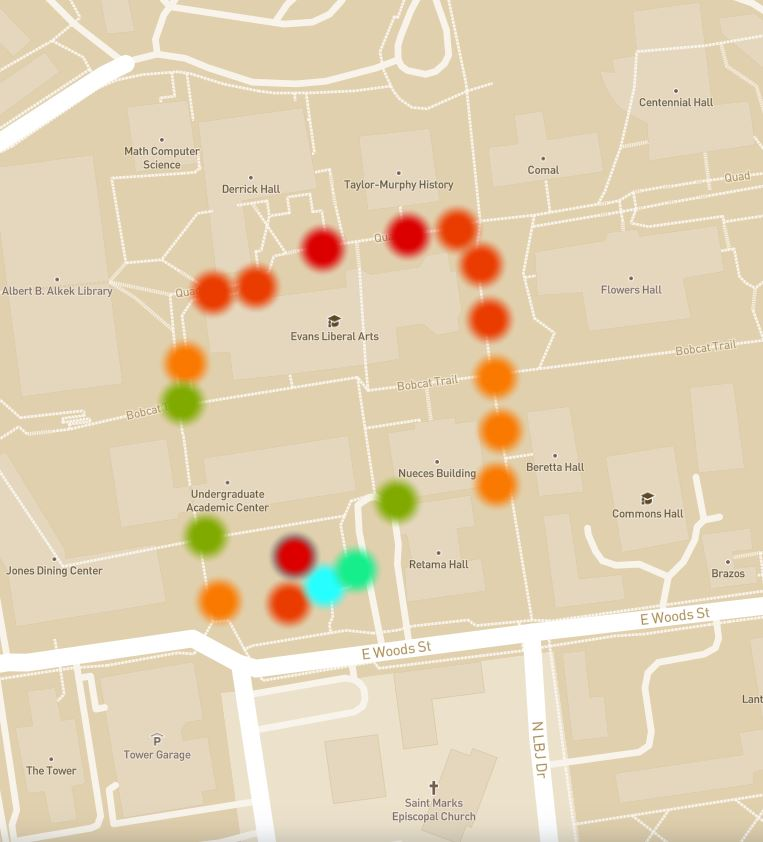 Centennial Hall
Math Computer
Science
Taylor-Murphy History
Comal
Derrick Hall
Quad
Qu
Albert B. Alkek Library
Quad
Flowers Hall
Evans Liberal Arts
Bobcat Trail
Bobcat Trail
Bobcat
Nueces Building
Beretta Hall
Undergraduate
Academic Center
Commons Hall
Jones Dining Center
Retama Hall
Brazos
E Woods St
E Woods St
Lant
N LBJ Dr
P
Tower Garage
The Tower
Saint Marks
Episcopal Church